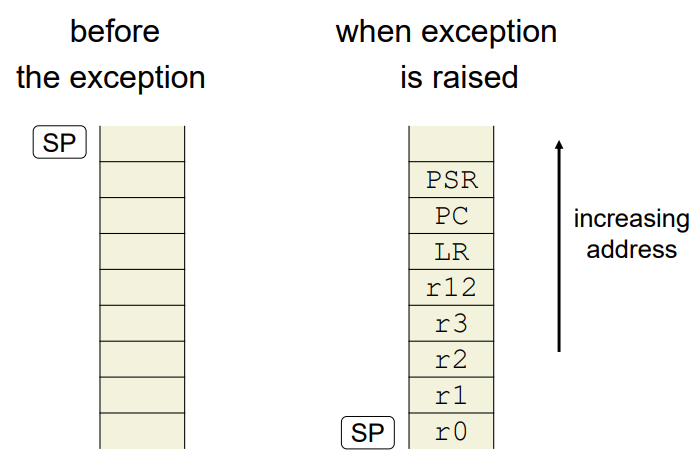 before
the exception
when exception
is raised
SP
PSR
PC
LR
r12
r3
r2
r1
SP
r0
increasing
address